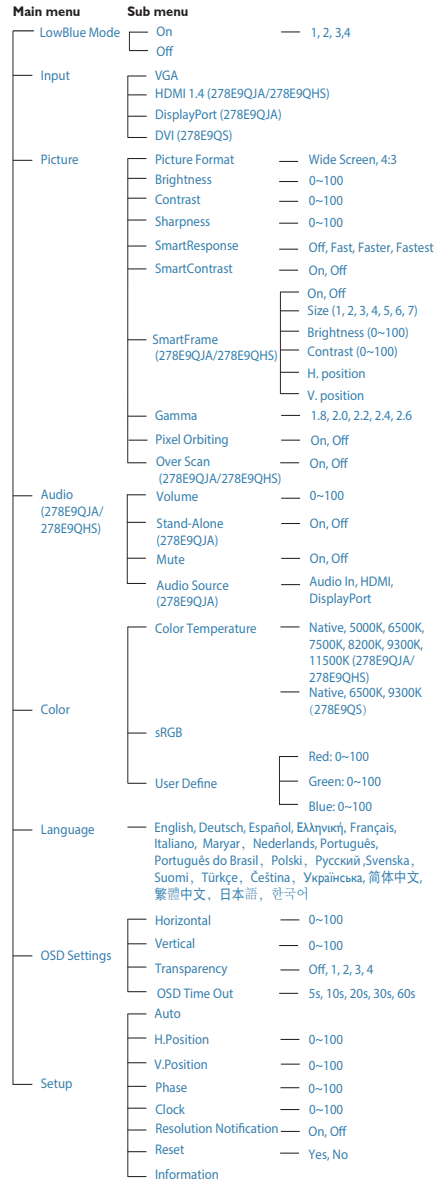 Main menu Sub menu
LowBlue Mode On 1, 2, 3,4
Off
Input VGA
HDMI 1.4 (278E9QJA/278E9QHS)
DisplayPort (278E9QJA)
DVI (278E9QS)
Picture Picture Format Wide Screen, 4:3
Brightness 0~100
Contrast 0~100
Sharpness 0~100
SmartResponse Off, Fast, Faster, Fastest
SmartContrast On, Off
On, Off
Size (1, 2, 3, 4, 5, 6, 7)
SmartFrame Brightness (0~100)
(278E9QJA/278E9QHS) Contrast (0~100)
H. position
V. position
Gamma 1.8, 2.0, 2.2, 2.4, 2.6
Pixel Orbiting On, Off
Over Scan On, Off
(278E9QJA/278E9QHS)
Audio Volume 0~100
(278E9QJA/
278E9QHS) Stand-Alone On, Off
(278E9QJA)
Mute On, Off
Audio Source Audio In, HDMI,
(278E9QJA) DisplayPort
Color Temperature Native, 5000K, 6500K,
7500K, 8200K, 9300K,
11500K (278E9QJA/
278E9QHS)
Native, 6500K, 9300K
(278E9QS)
Color
sRGB
Red: 0~100
User Define Green: 0~100
Blue: 0~100
Language English, Deutsch, Español, Ελληνική, Français,
Italiano, Maryar, Nederlands, Português,
Português do Brasil, Polski, Русский ,Svenska,
Suomi, Türkçe, Čeština, Українська, 简体中文,
繁體中文, 日本語, 한국어
Horizontal 0~100
Vertical 0~100
OSD Settings
Transparency Off, 1, 2, 3, 4
OSD Time Out 5s, 10s, 20s, 30s, 60s
Auto
H.Position 0~100
V.Position 0~100
Setup Phase 0~100
Clock 0~100
Resolution Notification On, Off
Reset Yes, No
Information